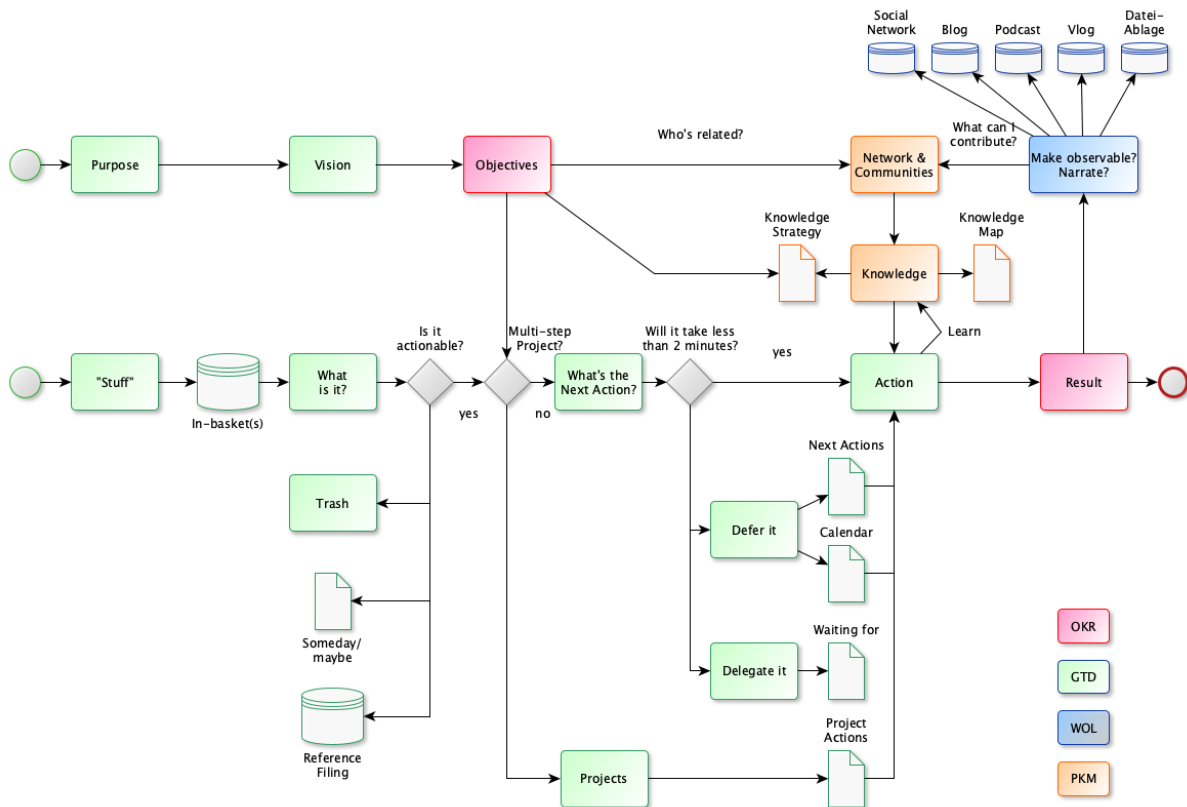 Social
Network
Blog
Podcast
Vlog
Datei-
Ablage
Purpose
Vision
Objectives
Who's related?
Network &
Communities
What can I
contribute?
Make observable?
Narrate?
Knowledge
Strategy
Knowledge
Knowledge
Map
Learn
"Stuff"
In-basket(s)
What
is it?
Is it
actionable?
yes
Multi-step
Project?
no
What's the
Next Action?
Will it take less
than 2 minutes?
yes
Action
Result
Trash
Someday/
maybe
Reference
Filing
Defer it
Next Actions
Calendar
Delegate it
Waiting for
Projects
Project
Actions
OKR
GTD
WOL
PKM